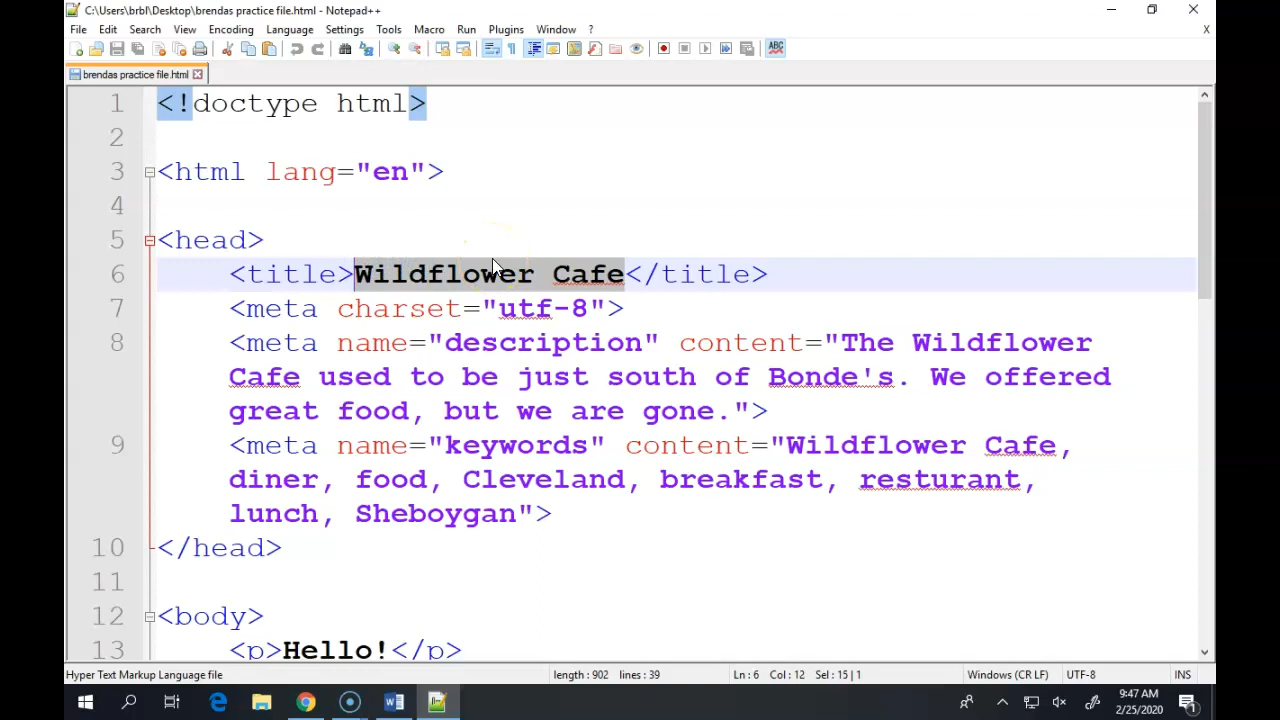 C:\Users\brbl\Desktop\brendas practice file.html - Notepad++
File Edit Search View Encoding Language Settings Tools Macro Run Plugins Window ? X
ABC
brendas practice file.html
1 <!doctype html>
2
3 <html lang="en">
4
5 <head>
6 <title>Wildflower Cafe</title>
7 <meta charset="utf-8">
8 <meta name="description" content="The Wildflower
Cafe used to be just south of Bonde's. We offered
great food, but we are gone.">
9 <meta name="keywords" content="Wildflower Cafe,
diner, food, Cleveland, breakfast, resturant,
lunch, Sheboygan">
10 </head>
11
12 <body>
13 <p>Hello!</p>
Hyper Text Markup Language file length : 902 lines : 39 Ln : 6 Col : 12 Sel : 15 | 1 Windows (CR LF) UTF-8 INS
9:47 AM
2/25/2020
1